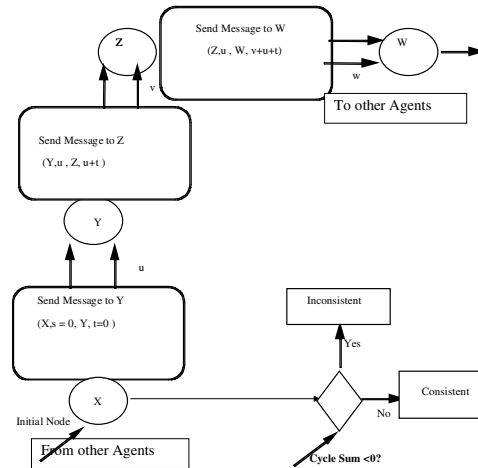 Send Message to W
(Z,u , W, v+u+t)
Z
W
v
w
To other Agents
Send Message to Z
(Y,u , Z, u+t )
Y
u
Send Message to Y
(X,s = 0, Y, t=0 )
Inconsistent
Yes
X
Consistent
No
Initial Node
From other Agents
Cycle Sum <0?